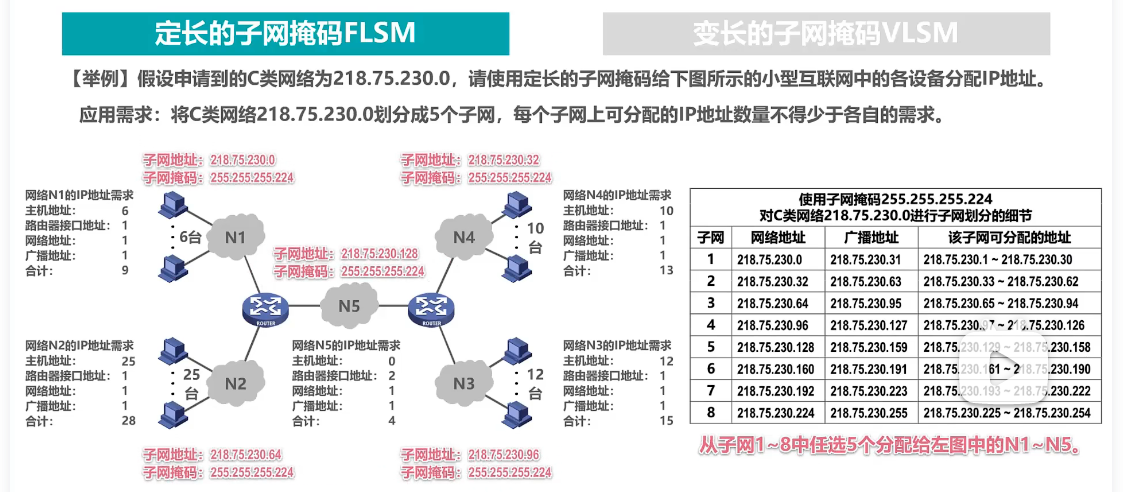 定长的子网掩码FLSM
变长的子网掩码VLSM
【举例】假设申请到的C类网络为218.75.230.0，请使用定长的子网掩码给下图所示的小型互联网中的各设备分配IP地址。
应用需求：将C类网络218.75.230.0划分成5个子网，每个子网上可分配的IP地址数量不得少于各自的需求。
子网地址：218.75.230.0
子网掩码：255.255.255.224
网络N1的IP地址需求
主机地址： 6
路由器接口地址： 1
网络地址： 1
广播地址： 1
合计： 9
6台
N1
子网地址：218.75.230.32
子网掩码：255.255.255.224
网络N4的IP地址需求
主机地址： 10
路由器接口地址： 1
网络地址： 1
广播地址： 1
合计： 13
N4
10
台
子网地址：218.75.230.128
子网掩码：255.255.255.224
N5
ROUTER
ROUTER
网络N2的IP地址需求
主机地址： 25
路由器接口地址： 1
网络地址： 1
广播地址： 1
合计： 28
25
台
N2
网络N5的IP地址需求
主机地址： 0
路由器接口地址： 2
网络地址： 1
广播地址： 1
合计： 4
N3
12
台
网络N3的IP地址需求
主机地址： 12
路由器接口地址： 1
网络地址： 1
广播地址： 1
合计： 15
子网地址：218.75.230.64
子网掩码：255.255.255.224
子网地址：218.75.230.96
子网掩码：255.255.255.224
使用子网掩码255.255.255.224
对C类网络218.75.230.0进行子网划分的细节
子网 网络地址 广播地址 该子网可分配的地址
1 218.75.230.0 218.75.230.31 218.75.230.1 ~ 218.75.230.30
2 218.75.230.32 218.75.230.63 218.75.230.33 ~ 218.75.230.62
3 218.75.230.64 218.75.230.95 218.75.230.65 ~ 218.75.230.94
4 218.75.230.96 218.75.230.127 218.75.230.97 ~ 218.75.230.126
5 218.75.230.128 218.75.230.159 218.75.230.129 ~ 218.75.230.158
6 218.75.230.160 218.75.230.191 218.75.230.161 ~ 218.75.230.190
7 218.75.230.192 218.75.230.223 218.75.230.193 ~ 218.75.230.222
8 218.75.230.224 218.75.230.255 218.75.230.225 ~ 218.75.230.254
从子网1~8中任选5个分配给左图中的N1~N5。